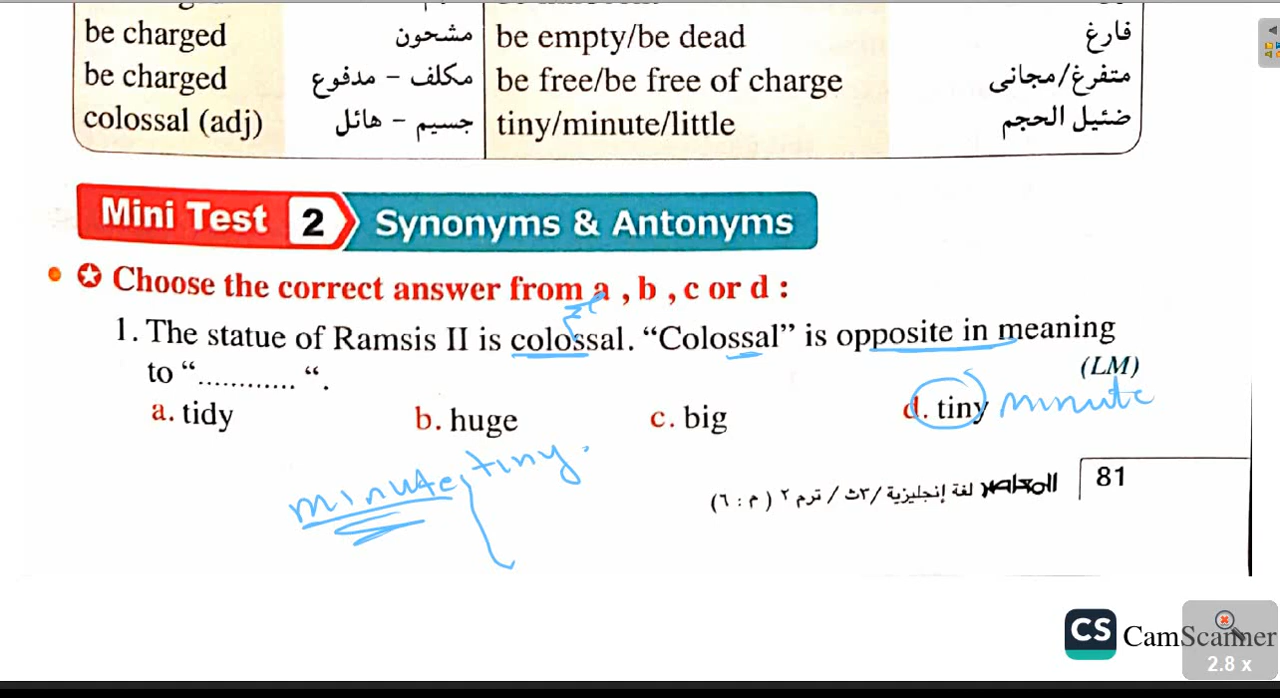 be charged مشحون be empty/be dead فارغ
be charged مكلف - مدفوع be free/be free of charge متفرغ/مجانى
colossal (adj) جسيم - هائل tiny/minute/little ضئيل الحجم
Mini Test 2 Synonyms & Antonyms
Choose the correct answer from a , b , c or d :
1. The statue of Ramsis II is colossal. “Colossal” is opposite in meaning
to “............ “. (LM)
a. tidy b. huge c. big d. tiny minute
minute, tiny.
المعاصر لغة إنجليزية /٣ث / ترم ٢ ( م : ٦ ) 81
CS CamScanner
2.8 x